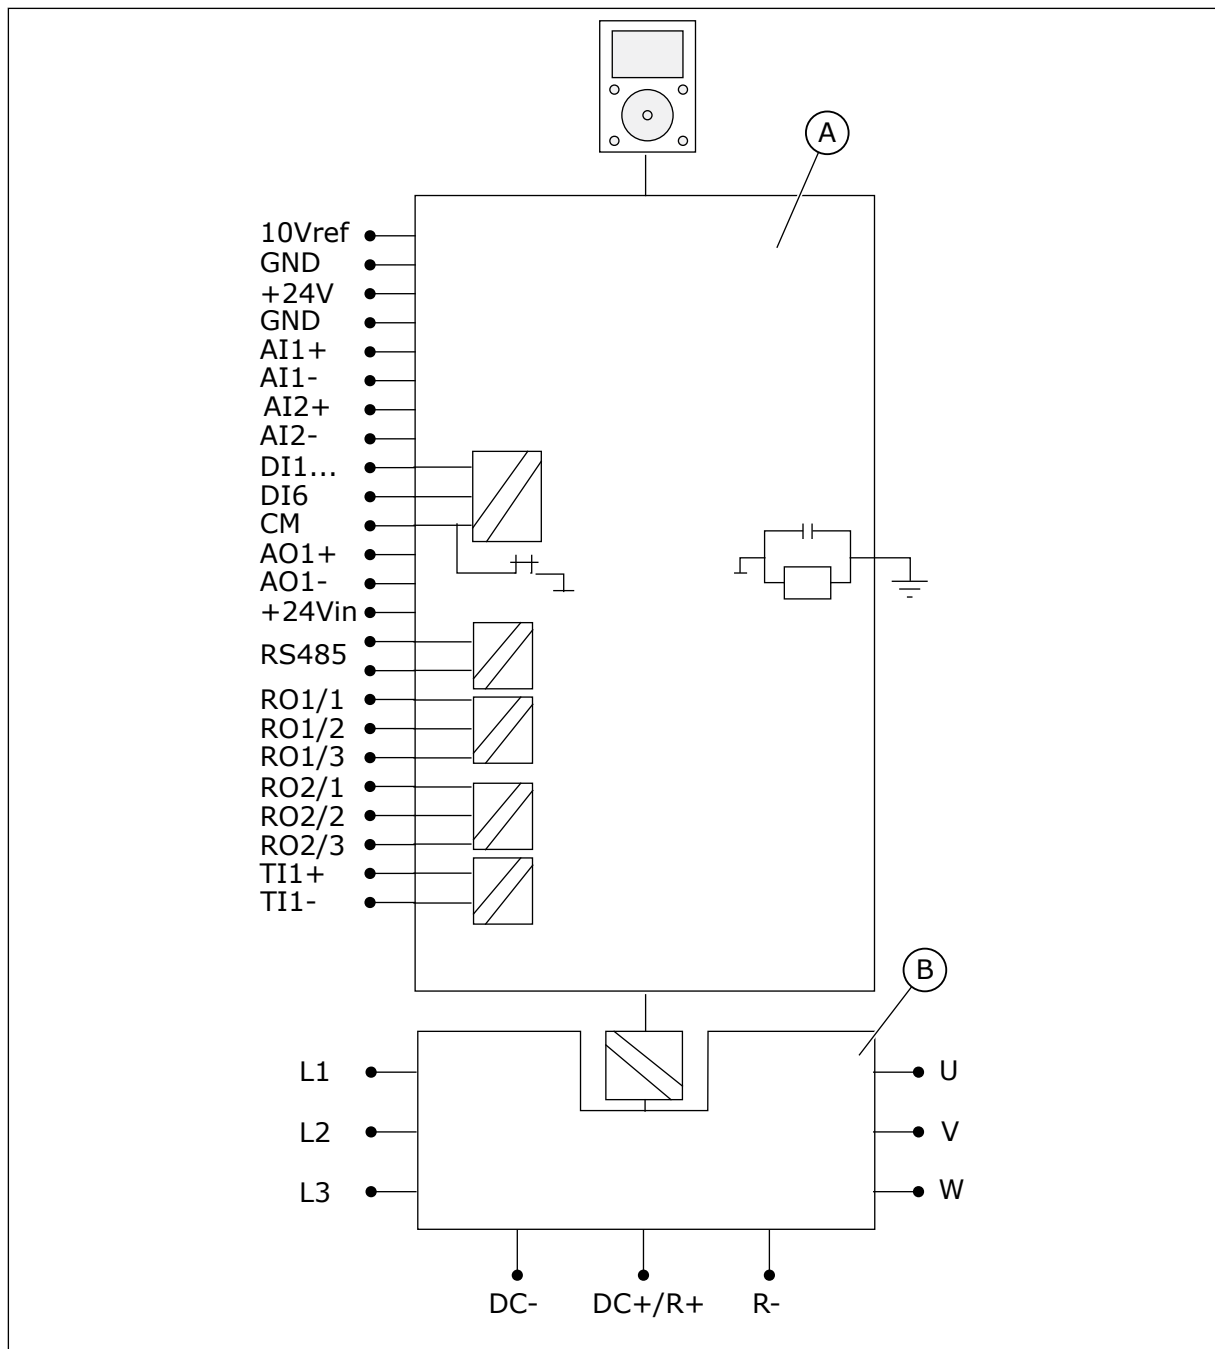 A
10Vref
GND
+24V
GND
AI1+
AI1-
AI2+
AI2-
DI1...
DI6
CM
AO1+
AO1-
+24Vin
RS485
RO1/1
RO1/2
RO1/3
RO2/1
RO2/2
RO2/3
TI1+
TI1-
B
L1
U
L2
V
L3
W
DC-
DC+/R+
R-